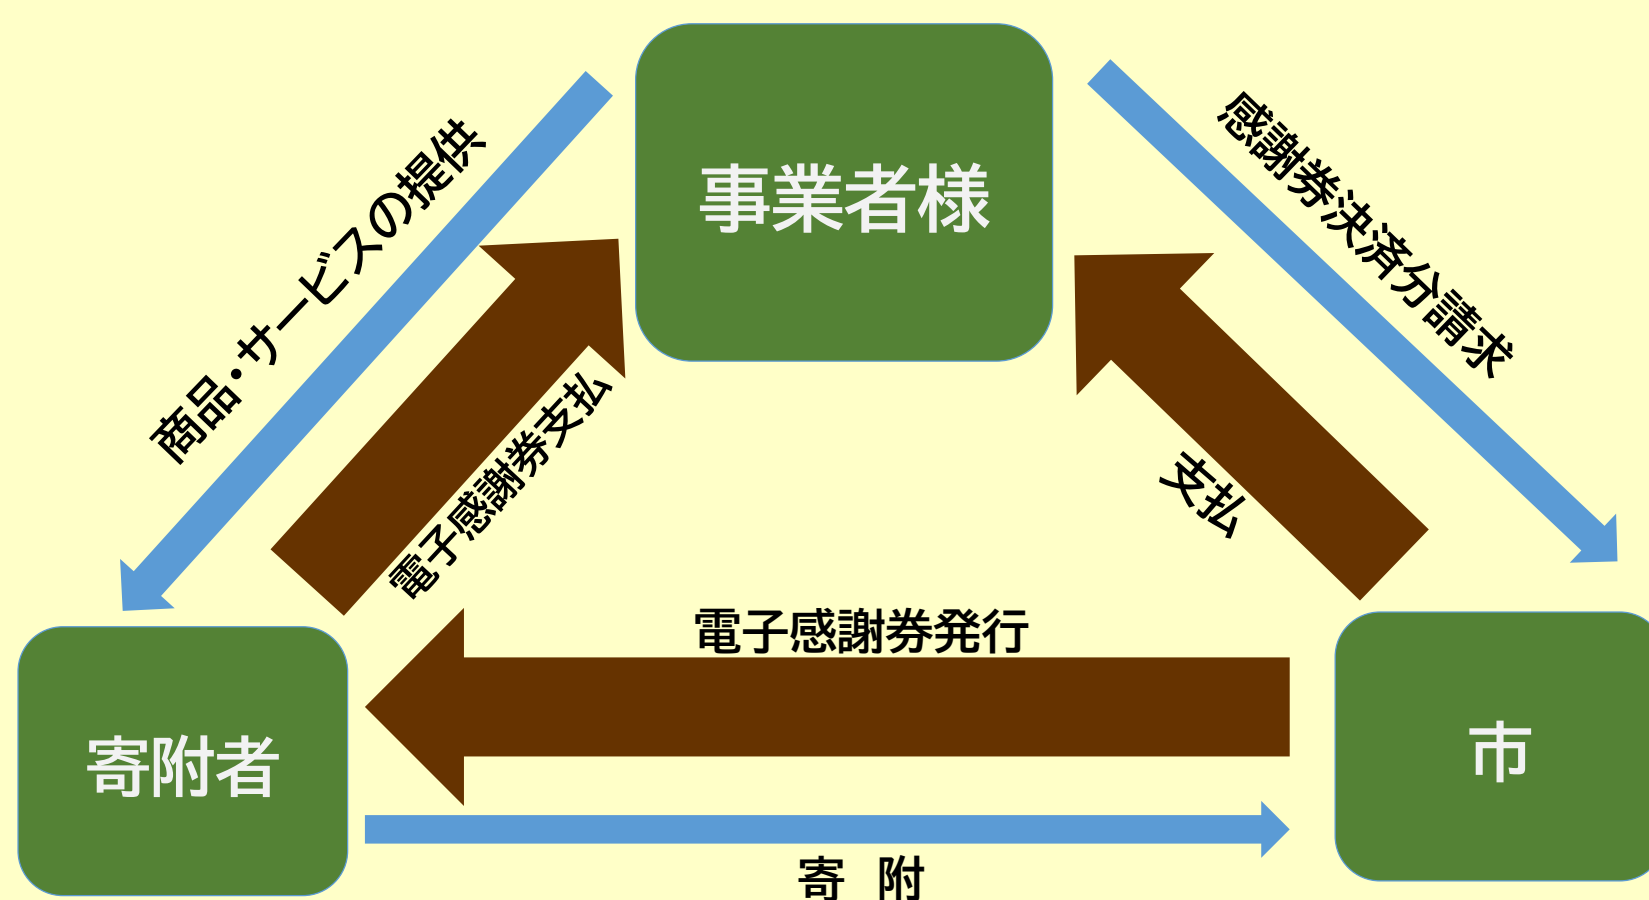 事業者様
商品・サービスの提供
感謝券決済分請求
電子感謝券支払
支払
電子感謝券発行
寄附者
市
寄　附